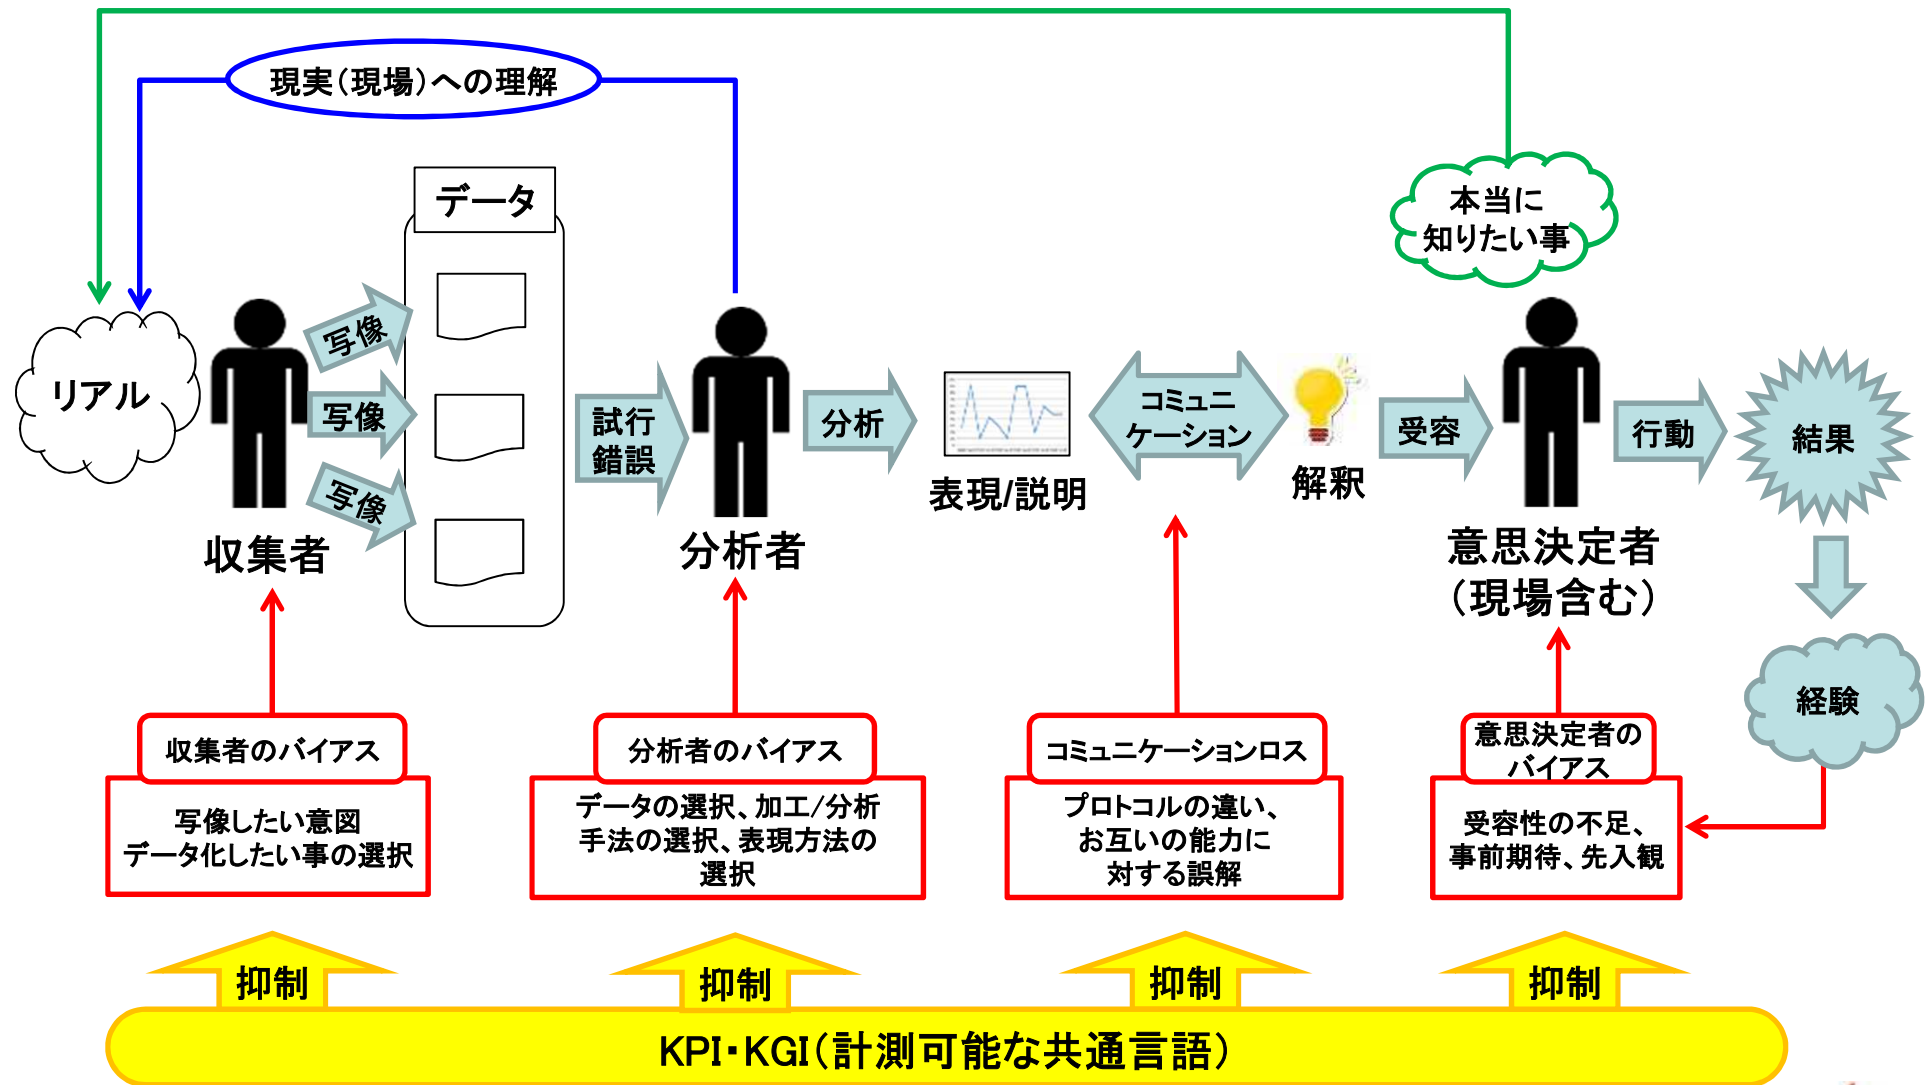 現実（現場）への理解
データ
本当に
知りたい事
リアル
写像
写像
写像
試行
錯誤
分析
表現/説明
コミュニ
ケーション
解釈
受容
行動
結果
収集者
分析者
意思決定者
（現場含む）
経験
収集者のバイアス
写像したい意図
データ化したい事の選択
分析者のバイアス
データの選択、加工/分析
手法の選択、表現方法の
選択
コミュニケーションロス
プロトコルの違い、
お互いの能力に
対する誤解
意思決定者の
バイアス
受容性の不足、
事前期待、先入観
抑制
抑制
抑制
抑制
KPI・KGI（計測可能な共通言語）